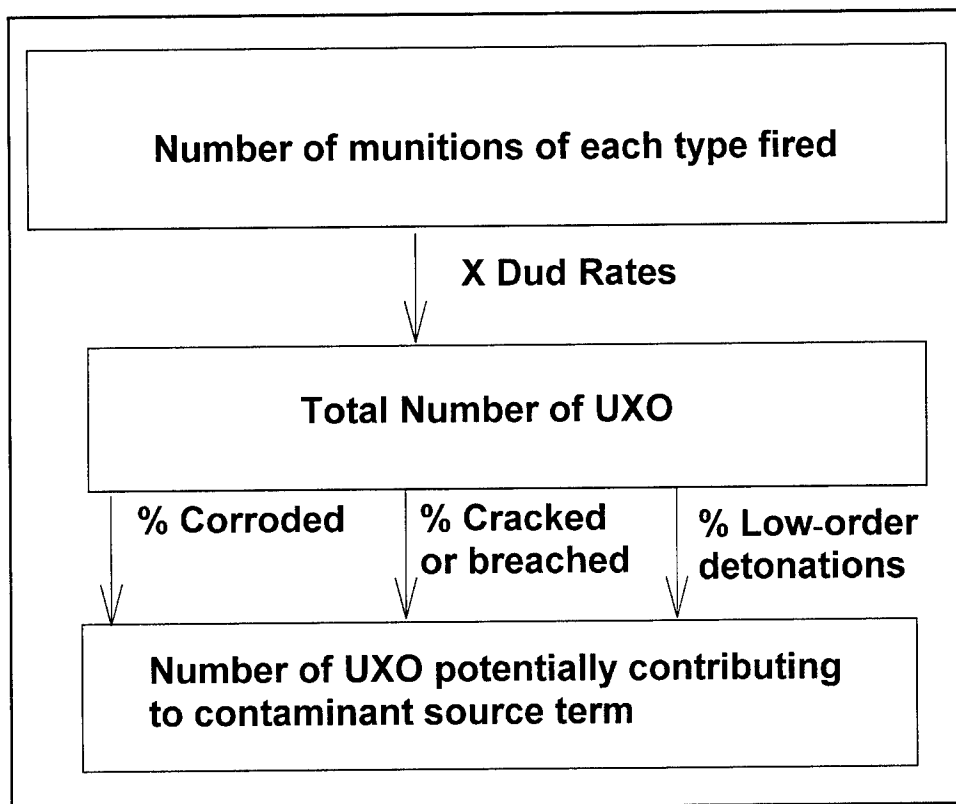 Number of munitions of each type fired
X Dud Rates
Total Number of UXO
% Corroded
% Cracked
or breached
% Low-order
detonations
Number of UXO potentially contributing
to contaminant source term